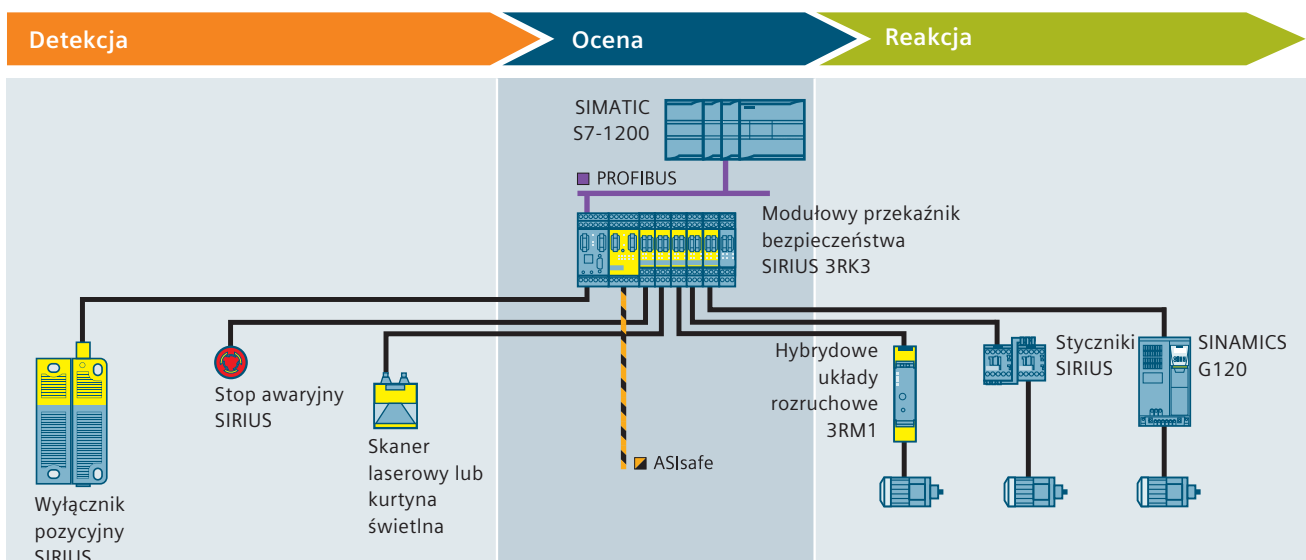 Detekcja
Ocena
Reakcja
SIMATIC
S7-1200
PROFIBUS
Modułowy przekaźnik
bezpieczeństwa
SIRIUS 3RK3
Stop awaryjny
SIRIUS
Skaner
laserowy lub
kurtyna
świetlna
Wyłącznik
pozycyjny
SIRIUS
ASIsafe
Hybrydowe
układy
rozruchowe
3RM1
Styczniki
SIRIUS
SINAMICS
G120